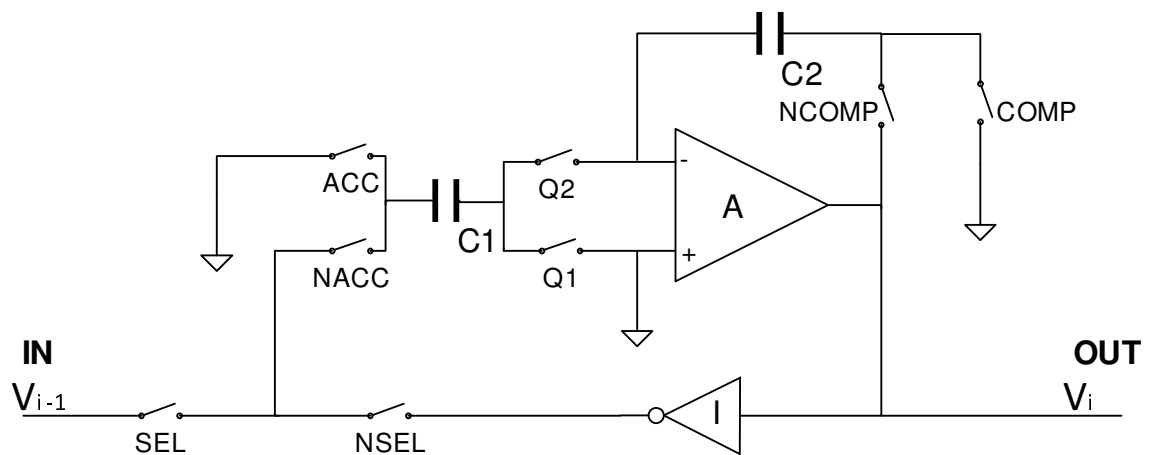 C2
NCOMP
COMP
ACC
Q2
-
A
C1
NACC
Q1
+
IN
OUT
Vi-1
Vi
I
SEL
NSEL